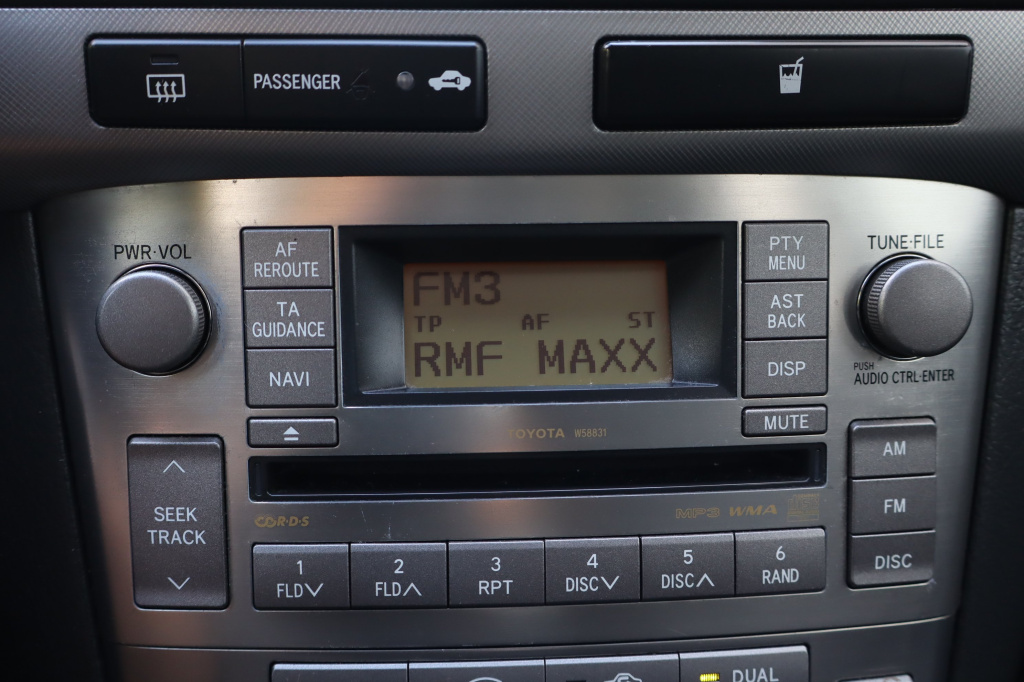 PASSENGER
PWR·VOL
AF
REROUTE
TA
GUIDANCE
NAVI
FM3
TP AF ST
RMF MAXX
PTY
MENU
AST
BACK
DISP
MUTE
TUNE·FILE
PUSH
AUDIO CTRL·ENTER
TOYOTA W58831
SEEK
TRACK
R·D·S
MP3 WMA
AM
FM
DISC
1
FLD
2
FLD
3
RPT
4
DISC
5
DISC
6
RAND
DUAL